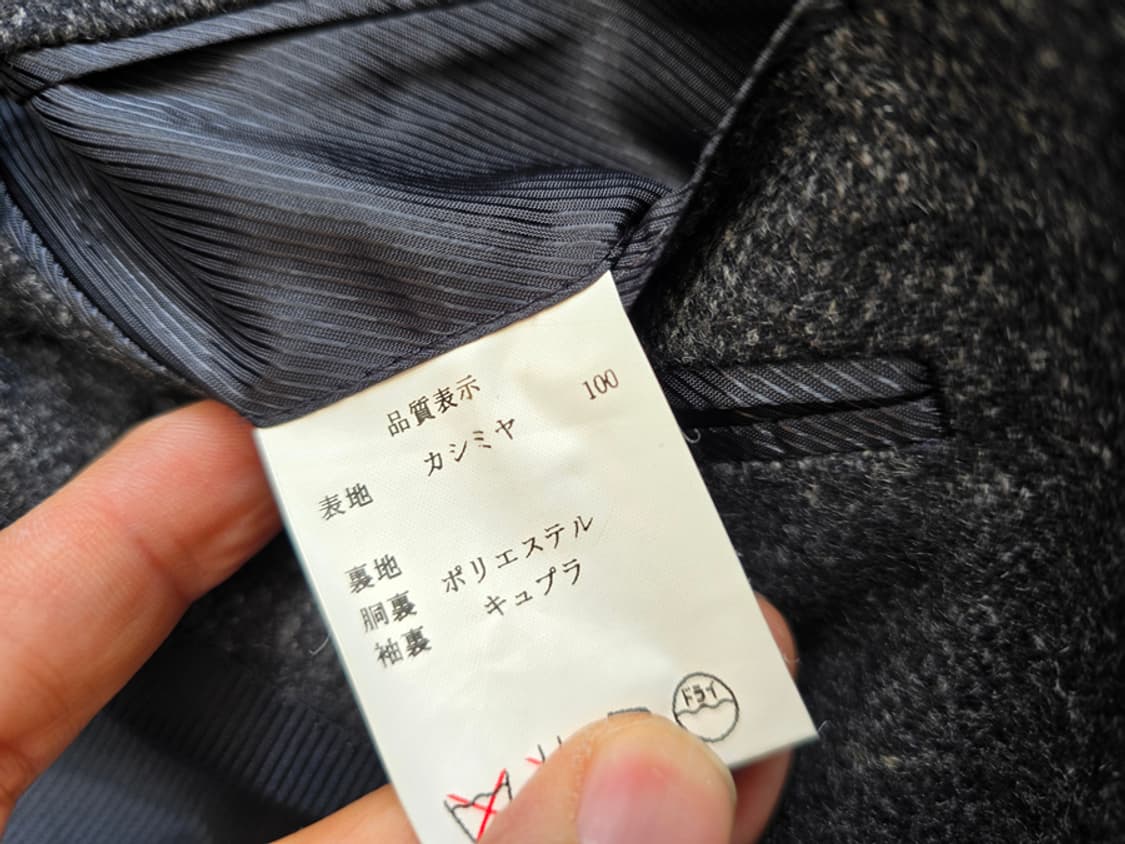 品質表示
表地 カシミヤ 100
裏地
胴裏 ポリエステル
袖裏 キュプラ
ドライ